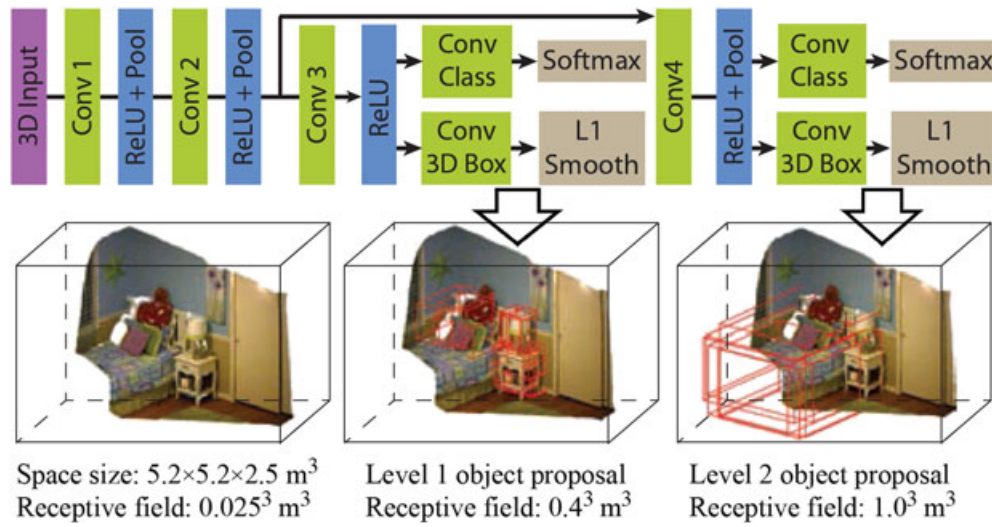 3D Input
Conv 1
ReLU + Pool
Conv 2
ReLU + Pool
Conv 3
ReLU
Conv
Class
Softmax
Conv
3D Box
L1
Smooth
Conv4
ReLU + Pool
Conv
Class
Softmax
Conv
3D Box
L1
Smooth
Space size: 5.2×5.2×2.5 m³
Receptive field: 0.025³ m³
Level 1 object proposal
Receptive field: 0.4³ m³
Level 2 object proposal
Receptive field: 1.0³ m³